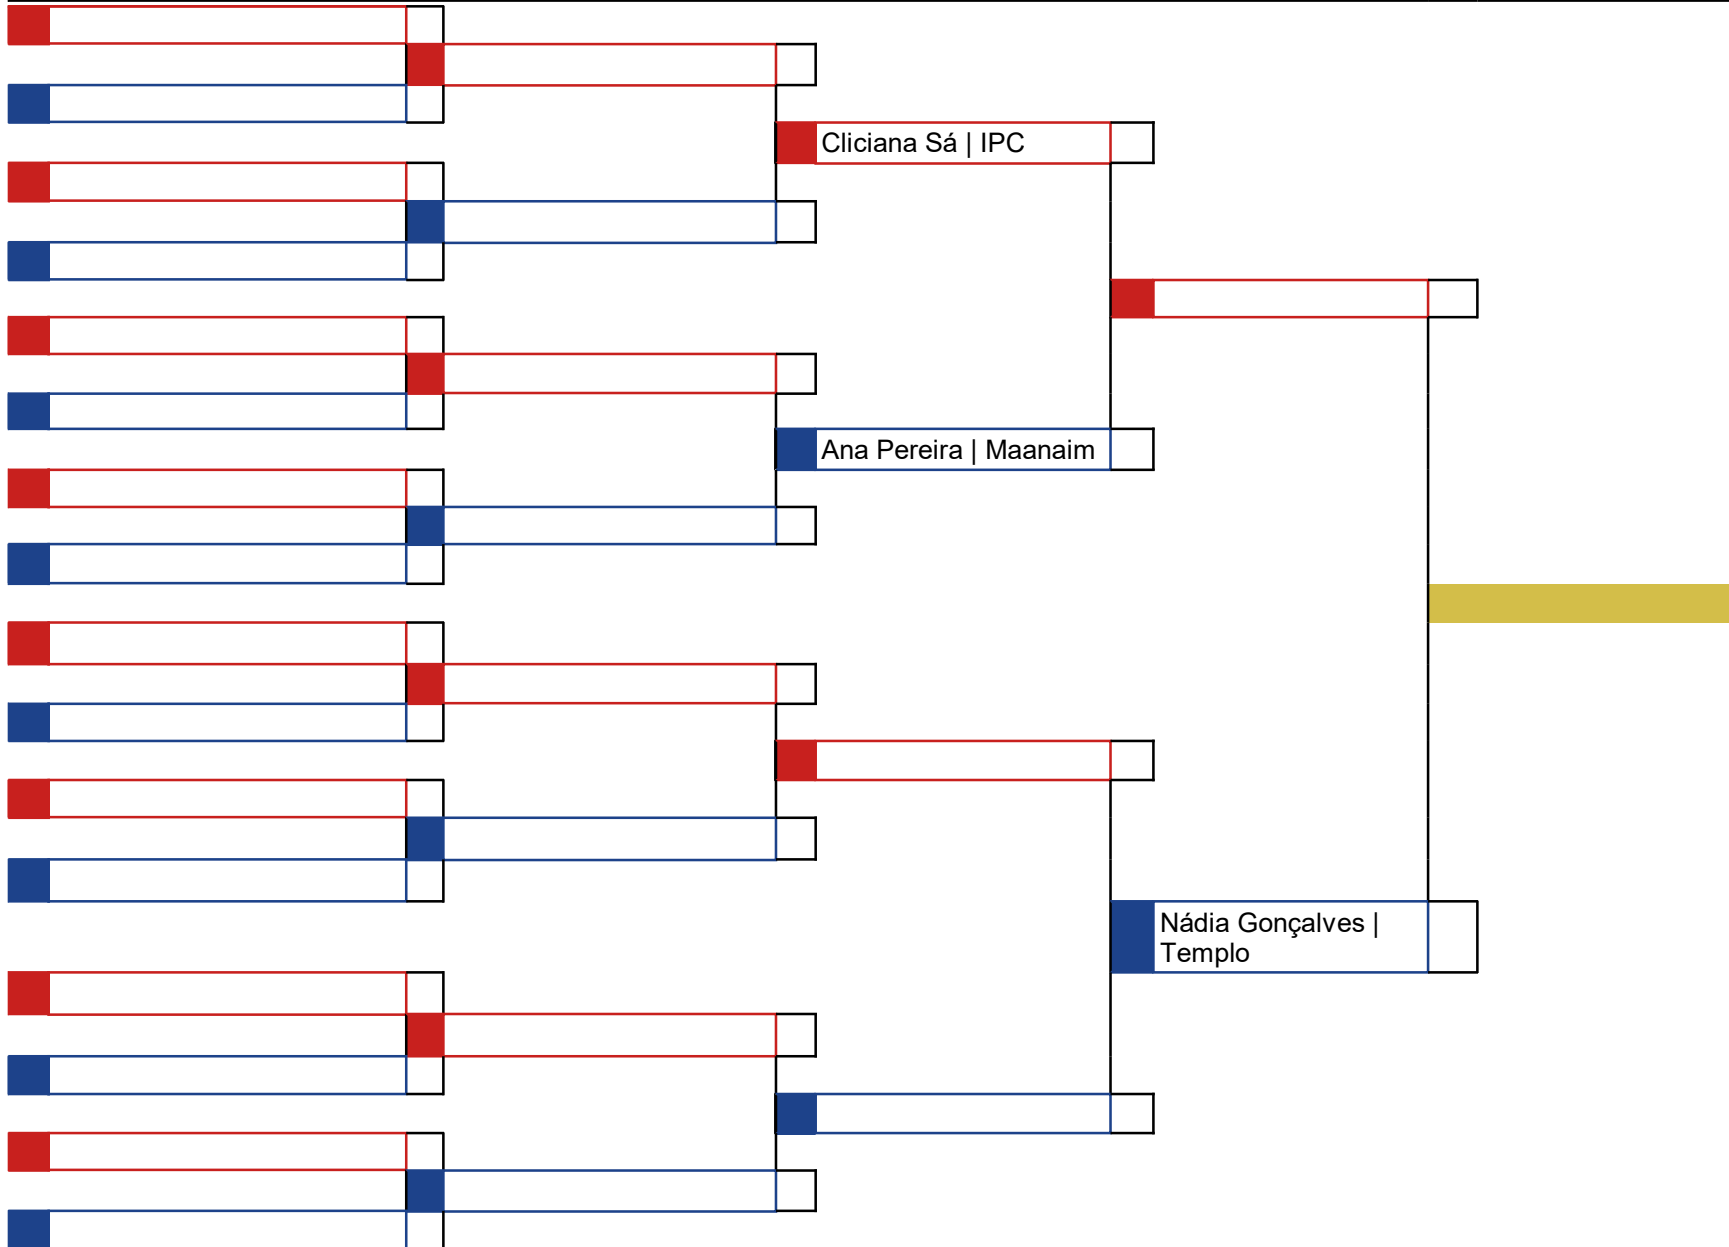 Cliciana Sá | IPC
Ana Pereira | Maanaim
Nádia Gonçalves |
Templo